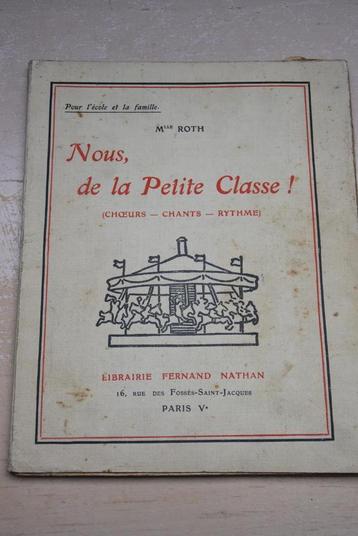 Pour l'école et la famille.
Mlle ROTH
Nous,
de la Petite Classe !
(CHŒURS — CHANTS — RYTHME)
LIBRAIRIE FERNAND NATHAN
16, RUE DES FOSSÉS-SAINT-JACQUES
PARIS Ve